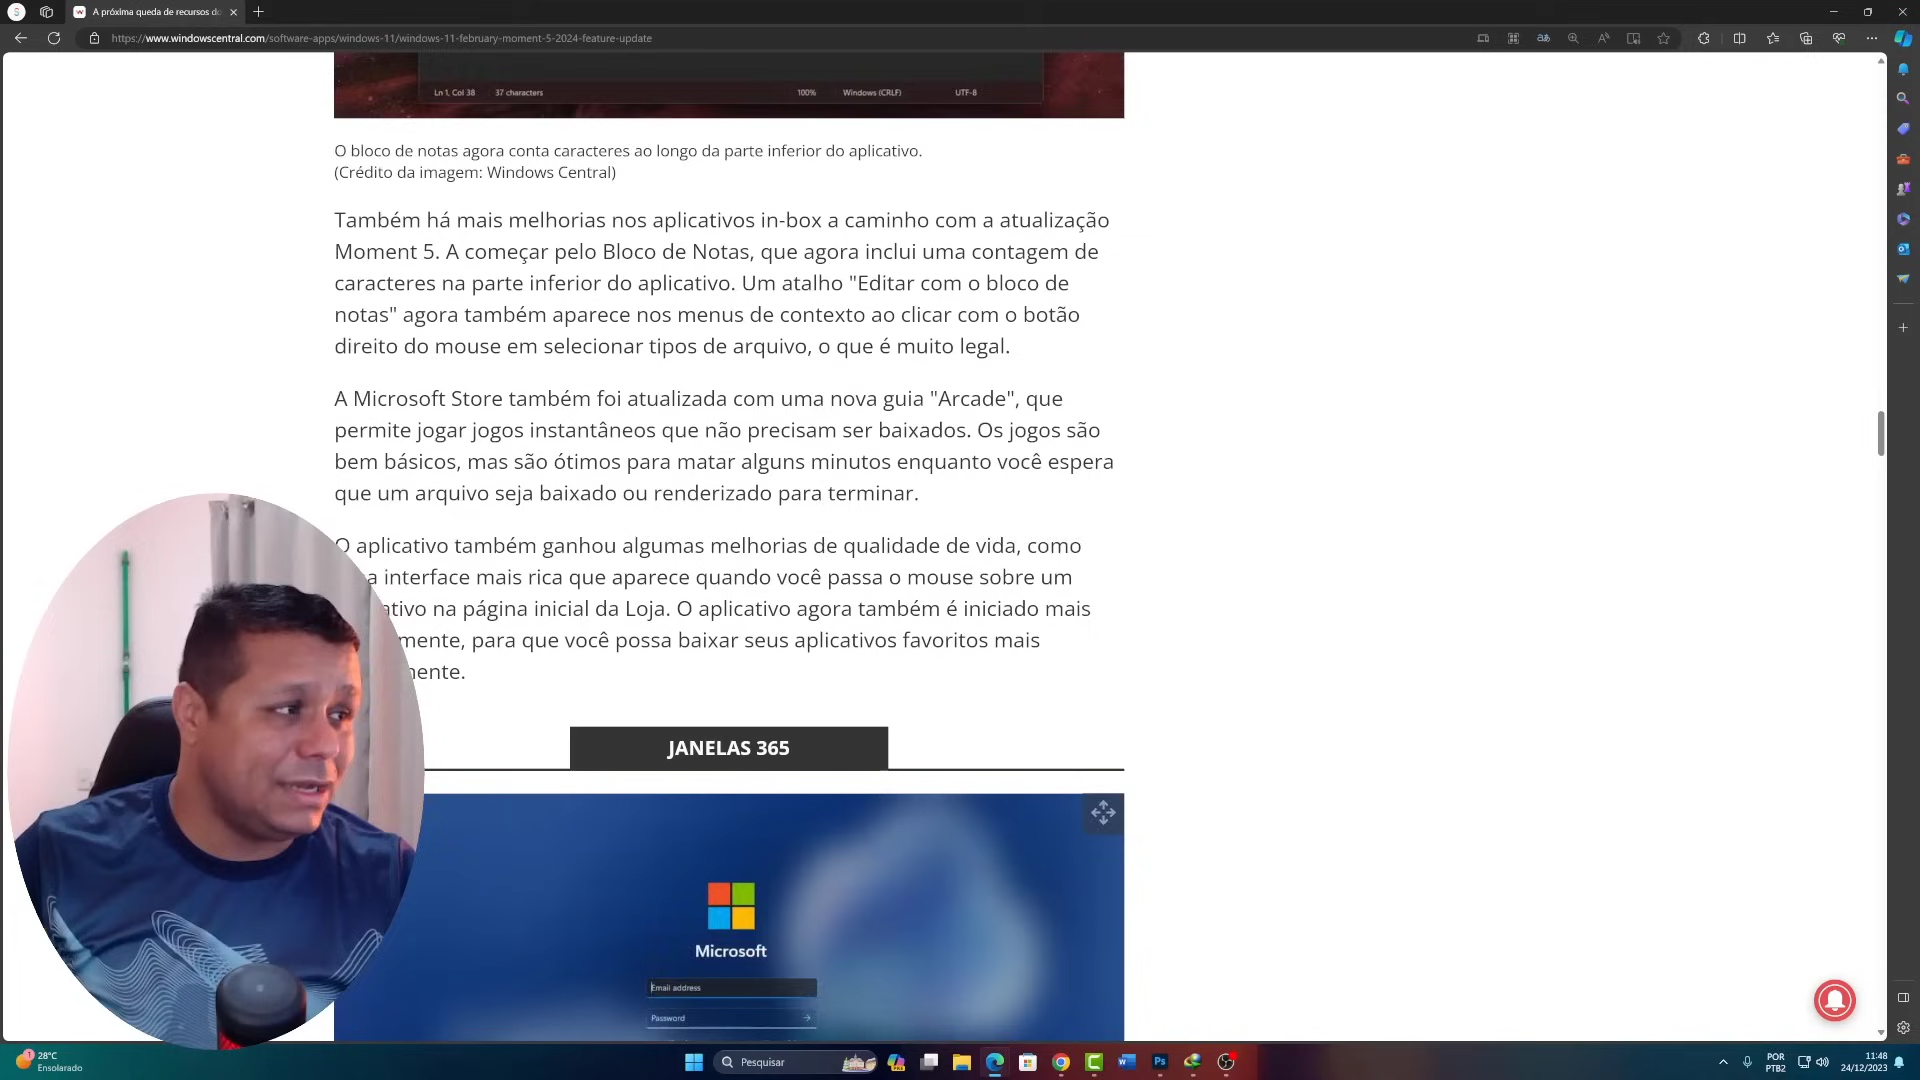 A próxima queda de recursos do
https://www.windowscentral.com/software-apps/windows-11/windows-11-february-moment-5-2024-feature-update
Ln 1, Col 38 37 characters 100% Windows (CRLF) UTF-8
O bloco de notas agora conta caracteres ao longo da parte inferior do aplicativo.
(Crédito da imagem: Windows Central)
Também há mais melhorias nos aplicativos in-box a caminho com a atualização
Moment 5. A começar pelo Bloco de Notas, que agora inclui uma contagem de
caracteres na parte inferior do aplicativo. Um atalho "Editar com o bloco de
notas" agora também aparece nos menus de contexto ao clicar com o botão
direito do mouse em selecionar tipos de arquivo, o que é muito legal.
A Microsoft Store também foi atualizada com uma nova guia "Arcade", que
permite jogar jogos instantâneos que não precisam ser baixados. Os jogos são
bem básicos, mas são ótimos para matar alguns minutos enquanto você espera
que um arquivo seja baixado ou renderizado para terminar.
O aplicativo também ganhou algumas melhorias de qualidade de vida, como
a interface mais rica que aparece quando você passa o mouse sobre um
ativo na página inicial da Loja. O aplicativo agora também é iniciado mais
mente, para que você possa baixar seus aplicativos favoritos mais
mente.
JANELAS 365
Microsoft
Email address
Password
28°C
Ensolarado
Pesquisar
POR
PTB2
11:48
24/12/2023